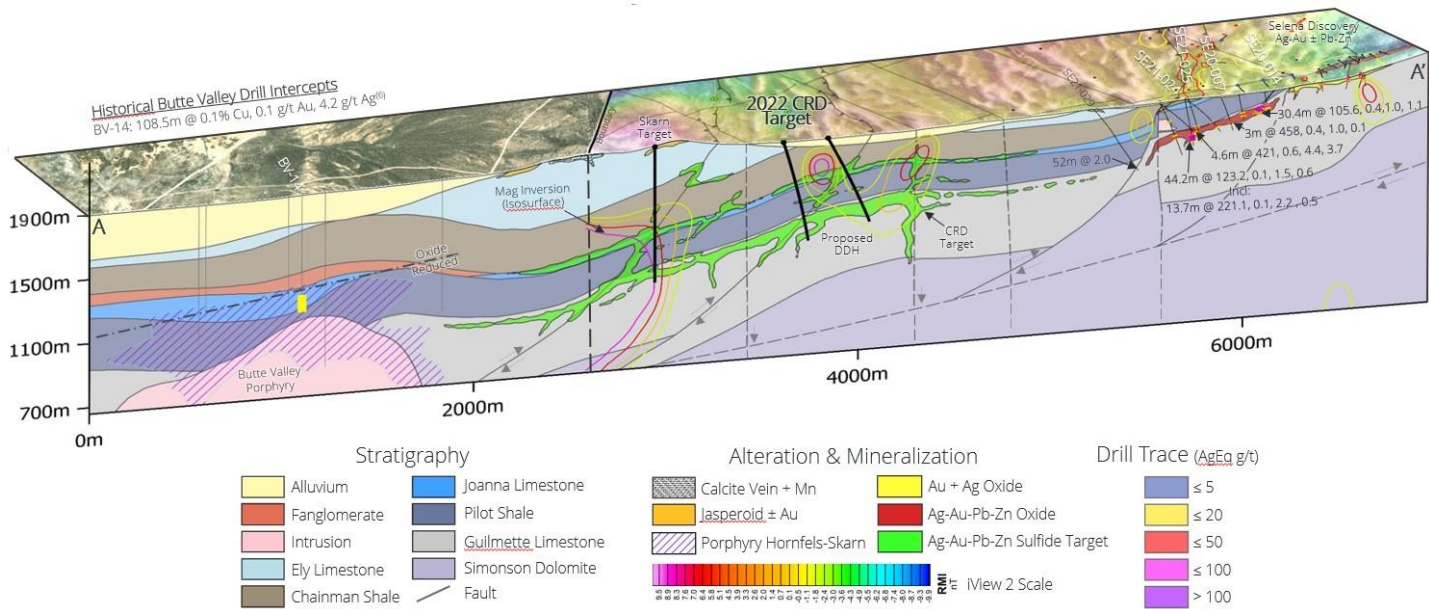 Historical Butte Valley Drill Intercepts
BV-14: 108.5m @ 0.1% Cu, 0.1 g/t Au, 4.2 g/t Ag(6)
Selena Discovery
Ag-Au ± Pb-Zn
A
A'
BV-14
Skarn
Target
2022 CRD
Target
SE20-007
30.4m @ 105.6, 0.4,1.0, 1.1
3m @ 458, 0.4, 1.0, 0.1
4.6m @ 421, 0.6, 4.4, 3.7
52m @ 2.0
44.2m @ 123.2, 0.1, 1.5, 0.6
Incl:
13.7m @ 221.1, 0.1, 2.2 , 0.5
Mag Inversion
(Isosurface)
Oxide
Reduced
Proposed
DDH
CRD
Target
Butte Valley
Porphyry
1900m
1500m
1100m
700m
0m
2000m
4000m
6000m
Stratigraphy
Alluvium
Fanglomerate
Intrusion
Ely Limestone
Chainman Shale
Joanna Limestone
Pilot Shale
Guilmette Limestone
Simonson Dolomite
Fault
Alteration & Mineralization
Calcite Vein + Mn
Jasperoid ± Au
Porphyry Hornfels-Skarn
Au + Ag Oxide
Ag-Au-Pb-Zn Oxide
Ag-Au-Pb-Zn Sulfide Target
RMI
nT
iView 2 Scale
Drill Trace (AgEq g/t)
≤ 5
≤ 20
≤ 50
≤ 100
> 100